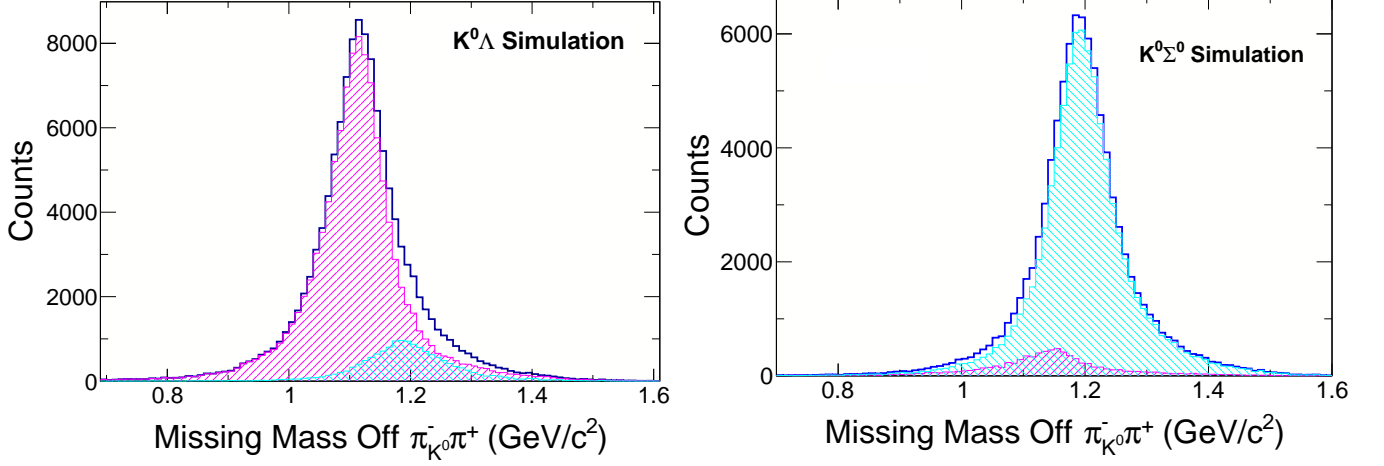 K⁰Λ Simulation
Counts
8000
6000
4000
2000
0
0.8 1 1.2 1.4 1.6
Missing Mass Off π⁻_K⁰π⁺ (GeV/c²)
K⁰Σ⁰ Simulation
Counts
6000
4000
2000
0
0.8 1 1.2 1.4 1.6
Missing Mass Off π⁻_K⁰π⁺ (GeV/c²)